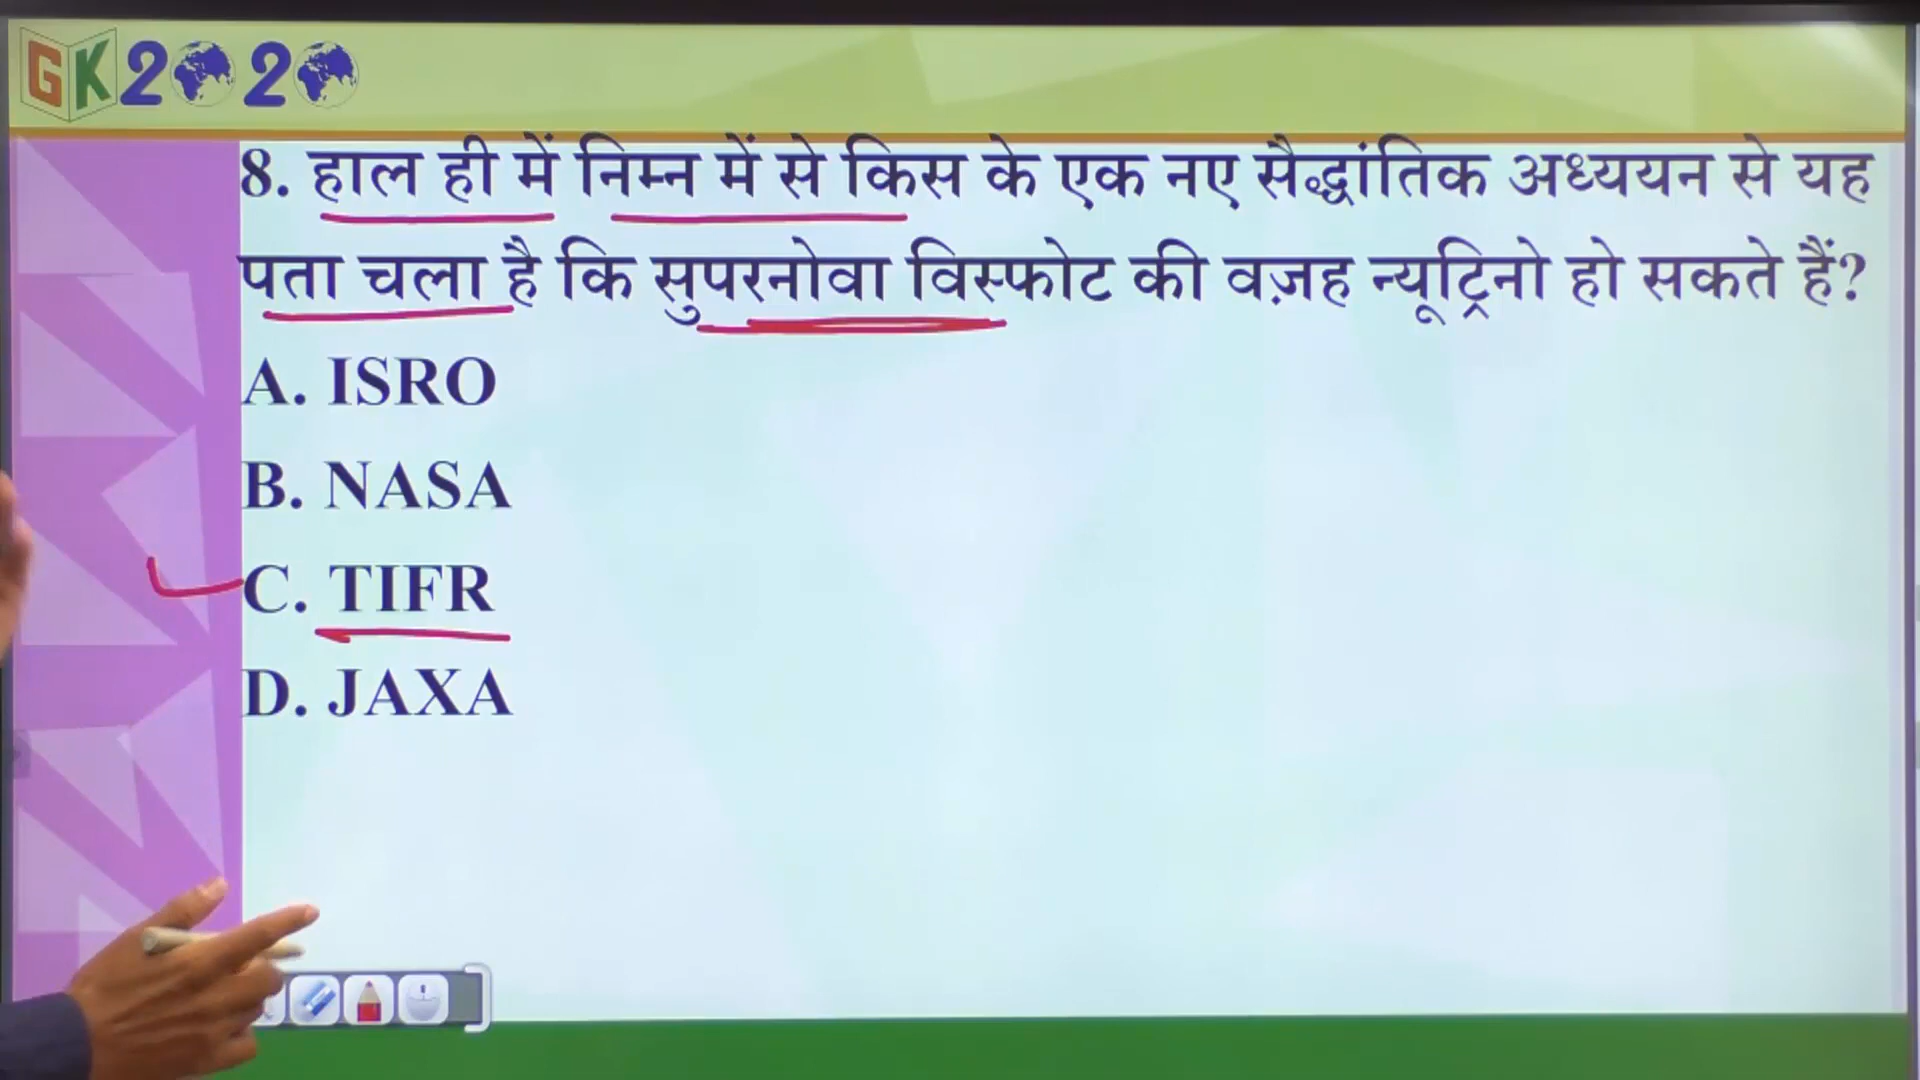 GK2020
8. हाल ही में निम्न में से किस के एक नए सैद्धांतिक अध्ययन से यह
पता चला है कि सुपरनोवा विस्फोट की वज़ह न्यूट्रिनो हो सकते हैं?
A. ISRO
B. NASA
C. TIFR
D. JAXA